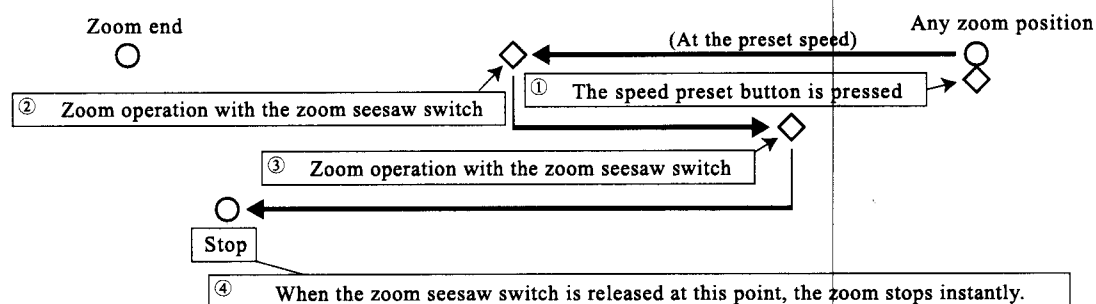 Zoom end
Any zoom position
(At the preset speed)
① The speed preset button is pressed
② Zoom operation with the zoom seesaw switch
③ Zoom operation with the zoom seesaw switch
Stop
④ When the zoom seesaw switch is released at this point, the zoom stops instantly.